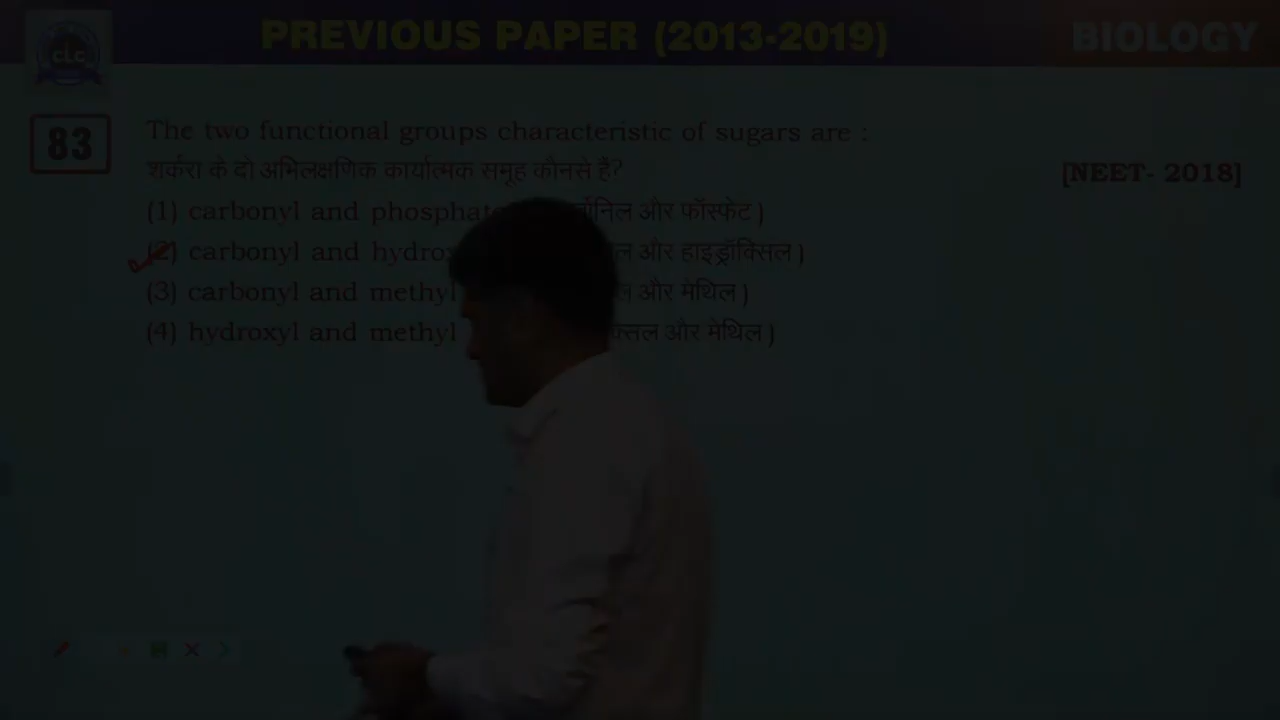 CLC
PREVIOUS PAPER (2013-2019)
BIOLOGY
83
The two functional groups characteristic of sugars are :
शर्करा के दो अभिलक्षणिक कार्यात्मक समूह कौनसे हैं?
[NEET- 2018]
(1) carbonyl and और फॉस्फेट)
(2) carbonyl and और हाइड्रॉक्सिल)
(3) carbonyl and methyl और मेथिल)
(4) hydroxyl and methyl और मेथिल)